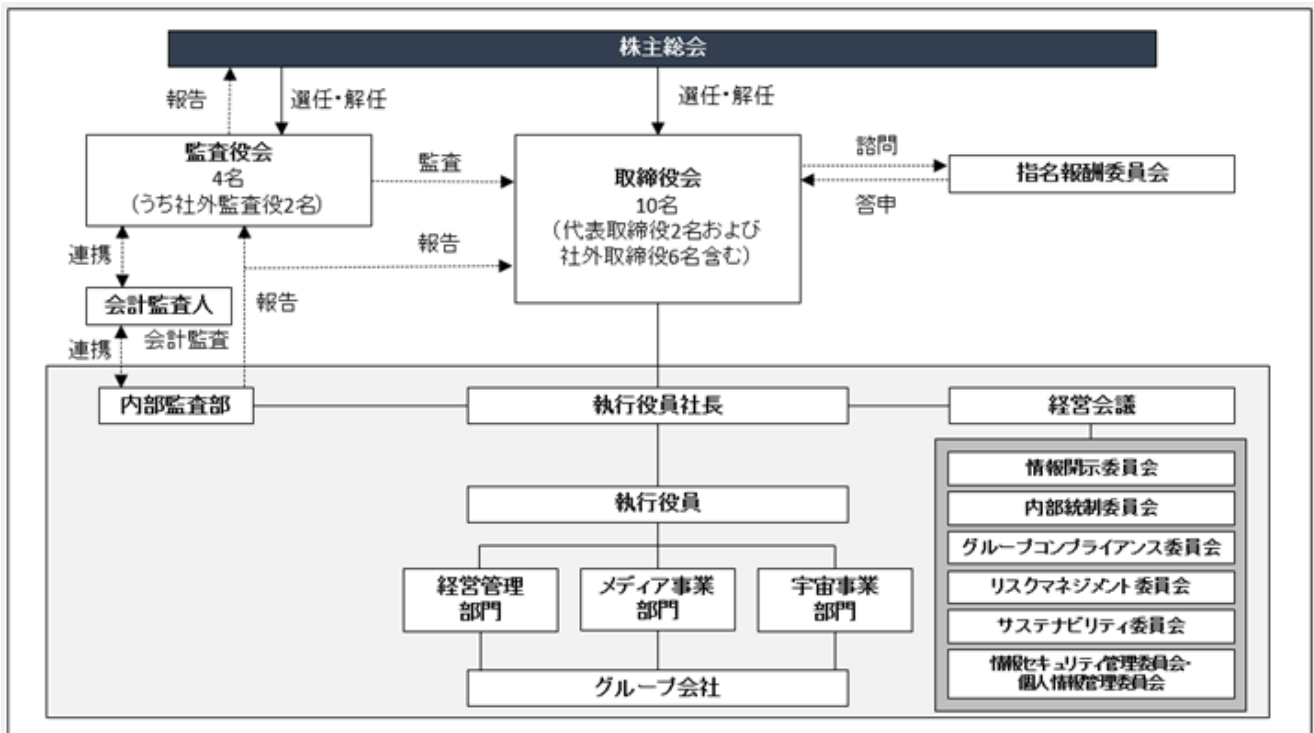 株主総会
報告
選任・解任
選任・解任
監査役会
4名
(うち社外監査役2名)
監査
取締役会
10名
(代表取締役2名および
社外取締役6名含む)
諮問
答申
指名報酬委員会
連携
報告
会計監査人
報告
連携
会計監査
内部監査部
執行役員社長
経営会議
情報開示委員会
内部統制委員会
グループコンプライアンス委員会
リスクマネジメント委員会
サステナビリティ委員会
情報セキュリティ管理委員会・
個人情報管理委員会
執行役員
経営管理
部門
メディア事業
部門
宇宙事業
部門
グループ会社